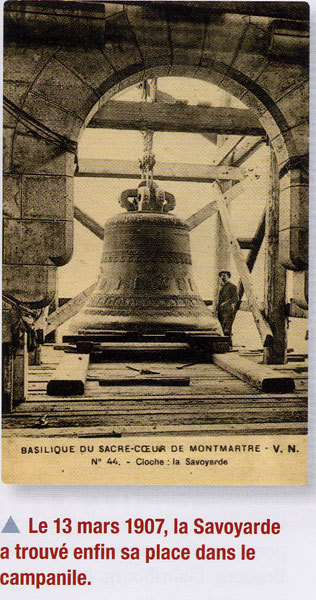 BASILIQUE DU SACRÉ-CŒUR DE MONTMARTRE - V. N.
N° 44. - Cloche : la Savoyarde
Le 13 mars 1907, la Savoyarde
a trouvé enfin sa place dans le
campanile.